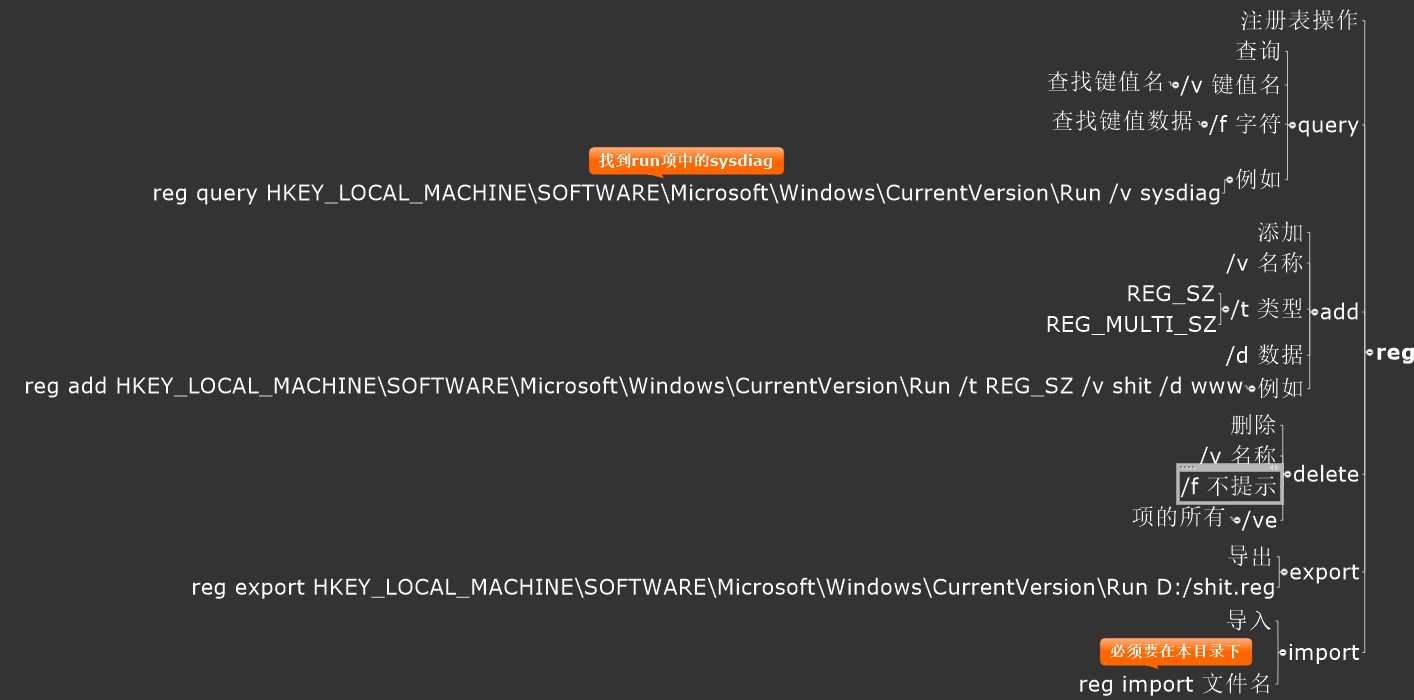 注册表操作
查询
查找键值名 /v 键值名
查找键值数据 /f 字符
query
找到run项中的sysdiag
例如
reg query HKEY_LOCAL_MACHINE\SOFTWARE\Microsoft\Windows\CurrentVersion\Run /v sysdiag
添加
/v 名称
REG_SZ
/t 类型
add
REG_MULTI_SZ
reg
/d 数据
reg add HKEY_LOCAL_MACHINE\SOFTWARE\Microsoft\Windows\CurrentVersion\Run /t REG_SZ /v shit /d www 例如
删除
/v 名称
delete
/f 不提示
项的所有 /ve
导出
export
reg export HKEY_LOCAL_MACHINE\SOFTWARE\Microsoft\Windows\CurrentVersion\Run D:/shit.reg
导入
必须要在本目录下
import
reg import 文件名